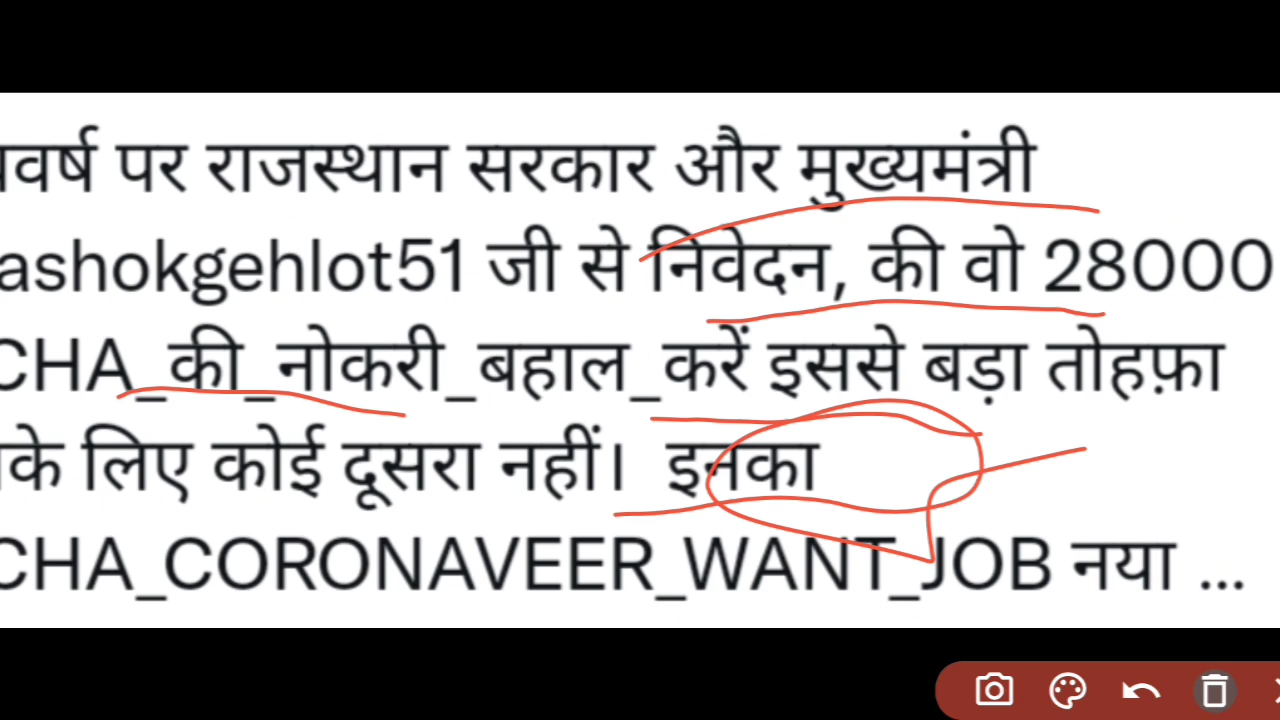 वर्ष पर राजस्थान सरकार और मुख्यमंत्री
ashokgehlot51 जी से निवेदन, की वो 28000
CHA_की_नोकरी_बहाल_करें इससे बड़ा तोहफ़ा
के लिए कोई दूसरा नहीं। इनका
CHA_CORONAVEER_WANT_JOB नया ...